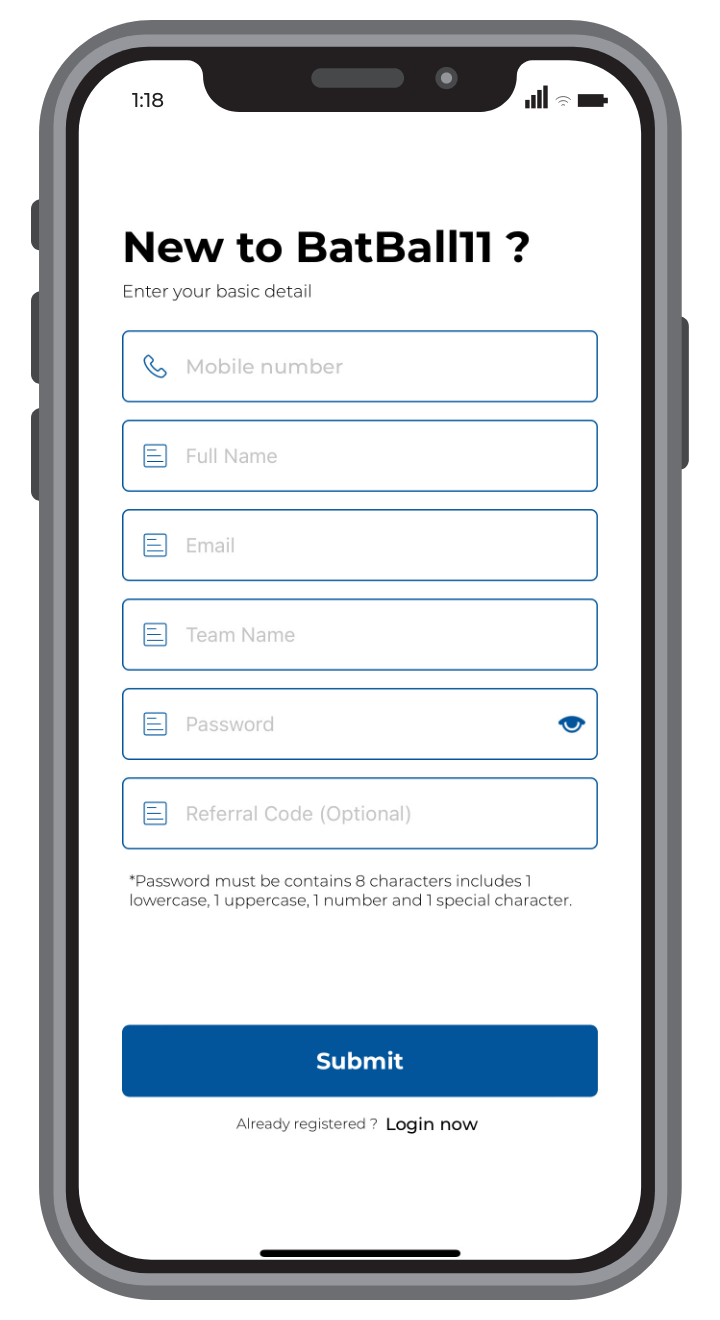 1:18
New to BatBall11 ?
Enter your basic detail
Mobile number
Full Name
Email
Team Name
Password
Referral Code (Optional)
*Password must be contains 8 characters includes 1
lowercase, 1 uppercase, 1 number and 1 special character.
Submit
Already registered ? Login now